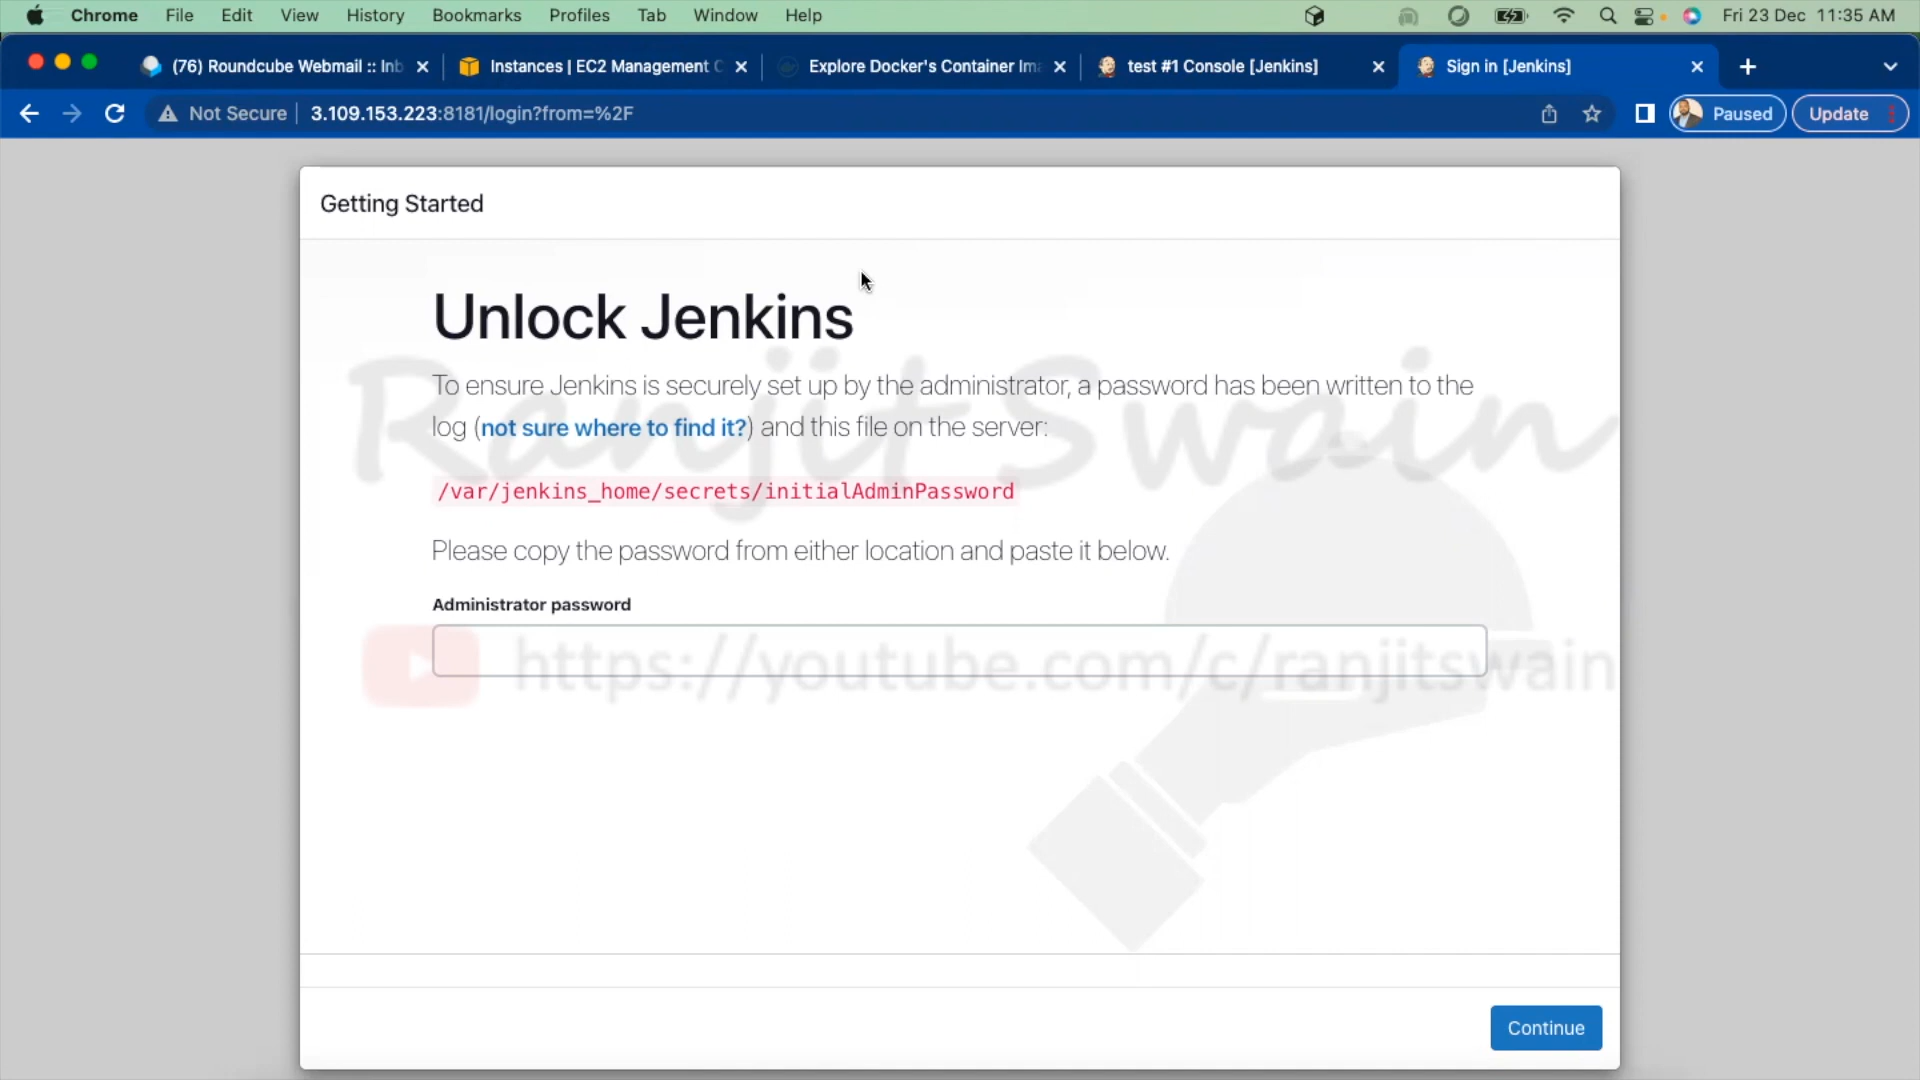 Chrome File Edit View History Bookmarks Profiles Tab Window Help Fri 23 Dec 11:35 AM
(76) Roundcube Webmail :: Inb Instances | EC2 Management C Explore Docker's Container Ima test #1 Console [Jenkins] Sign in [Jenkins]
Not Secure 3.109.153.223:8181/login?from=%2F Paused Update
Getting Started
Unlock Jenkins
Ranjit Swain
To ensure Jenkins is securely set up by the administrator, a password has been written to the
log (not sure where to find it?) and this file on the server:
/var/jenkins_home/secrets/initialAdminPassword
Please copy the password from either location and paste it below.
Administrator password
https://youtube.com/c/ranjitswain
Continue